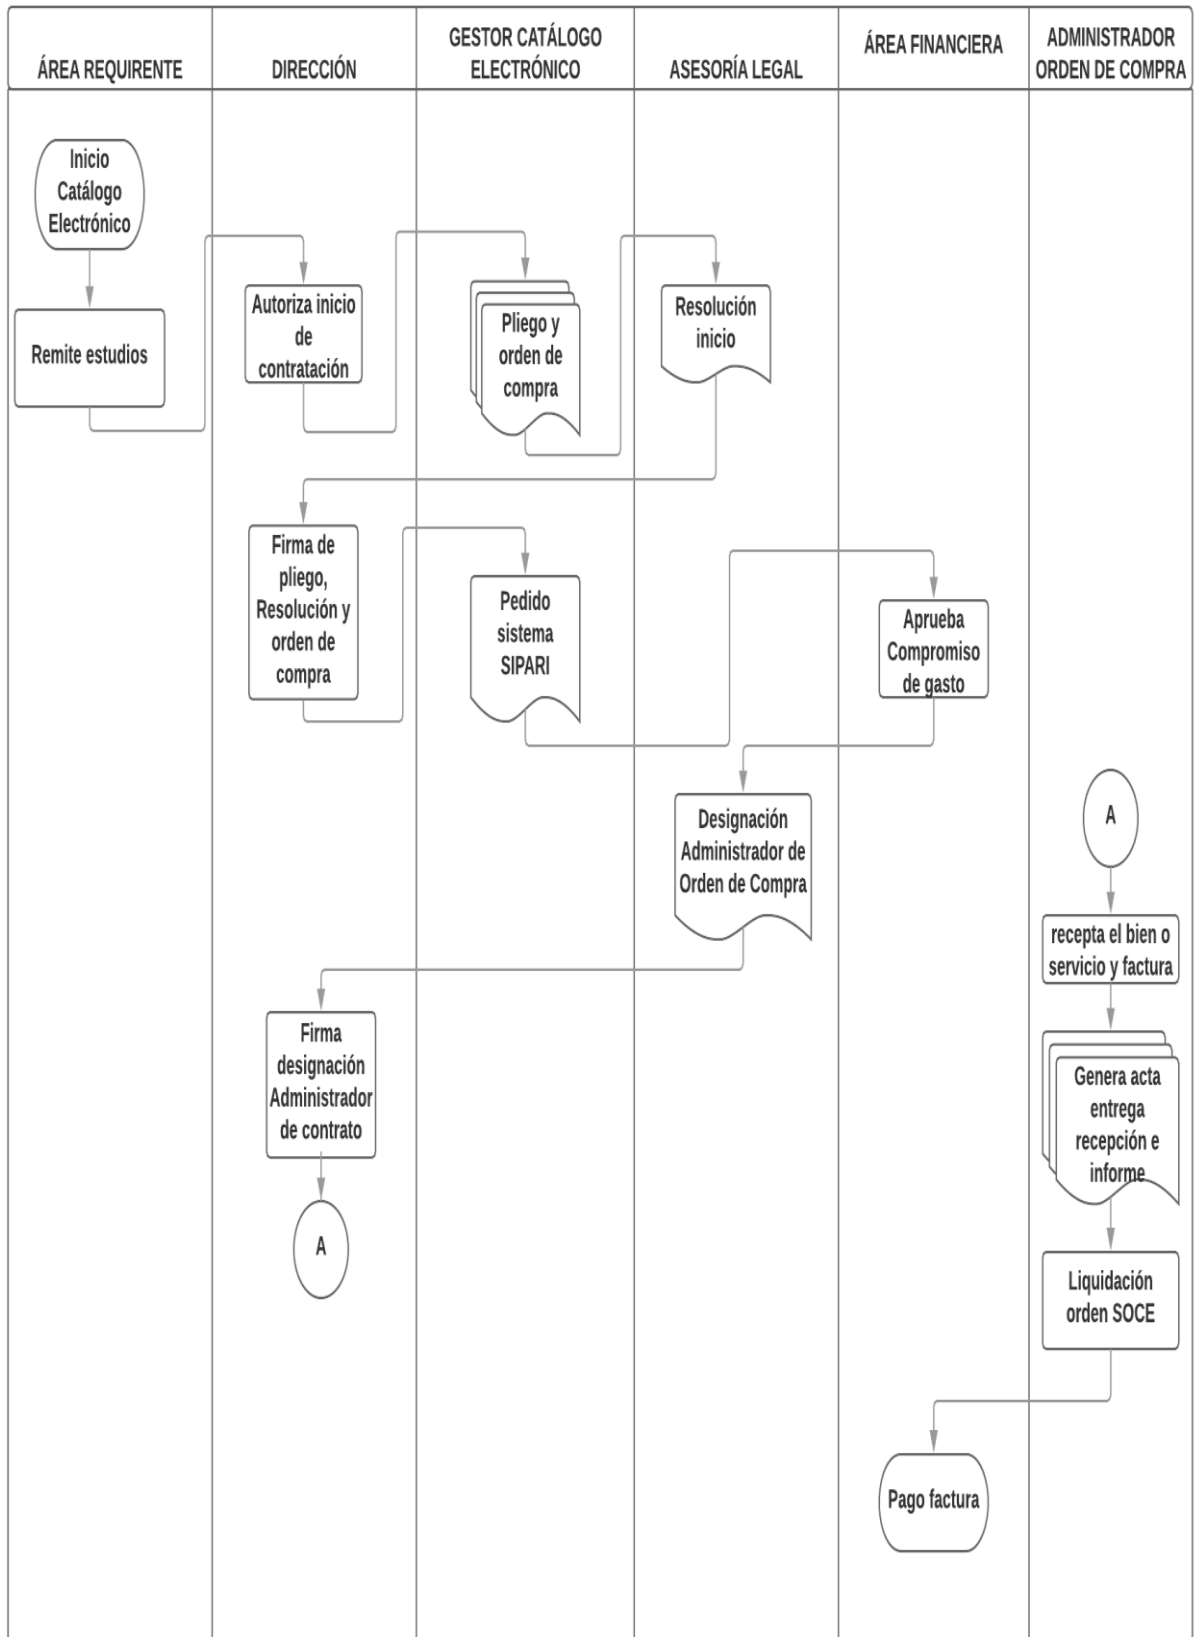 ÁREA REQUIRENTE
DIRECCIÓN
GESTOR CATÁLOGO
ELECTRÓNICO
ASESORÍA LEGAL
ÁREA FINANCIERA
ADMINISTRADOR
ORDEN DE COMPRA
Inicio
Catálogo
Electrónico
Remite estudios
Autoriza inicio
de
contratación
Pliego y
orden de
compra
Resolución
inicio
Firma de
pliego,
Resolución y
orden de
compra
Pedido
sistema
SIPARI
Aprueba
Compromiso
de gasto
Designación
Administrador de
Orden de Compra
Firma
designación
Administrador
de contrato
A
A
recepta el bien o
servicio y factura
Genera acta
entrega
recepción e
informe
Liquidación
orden SOCE
Pago factura